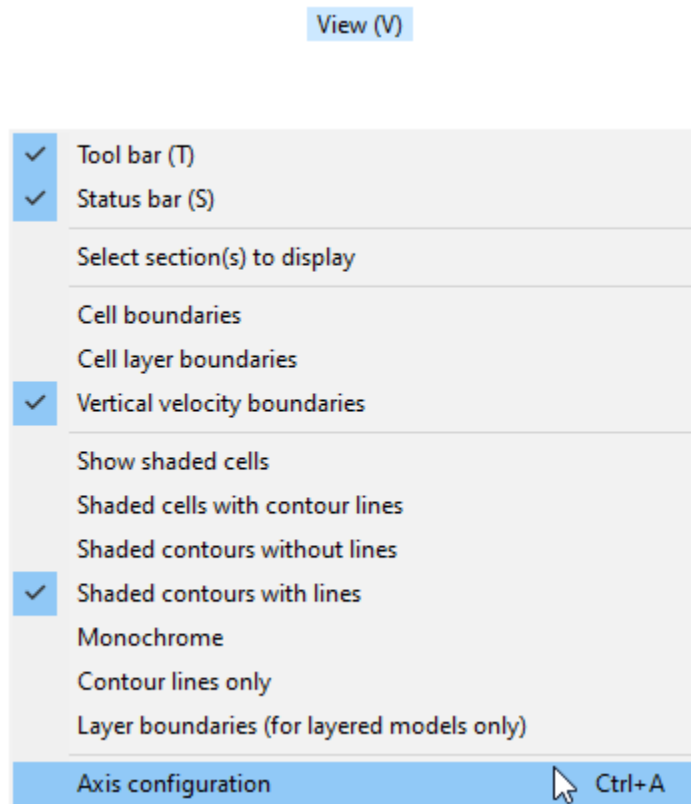 View (V)
Tool bar (T)
Status bar (S)
Select section(s) to display
Cell boundaries
Cell layer boundaries
Vertical velocity boundaries
Show shaded cells
Shaded cells with contour lines
Shaded contours without lines
Shaded contours with lines
Monochrome
Contour lines only
Layer boundaries (for layered models only)
Axis configuration Ctrl+A